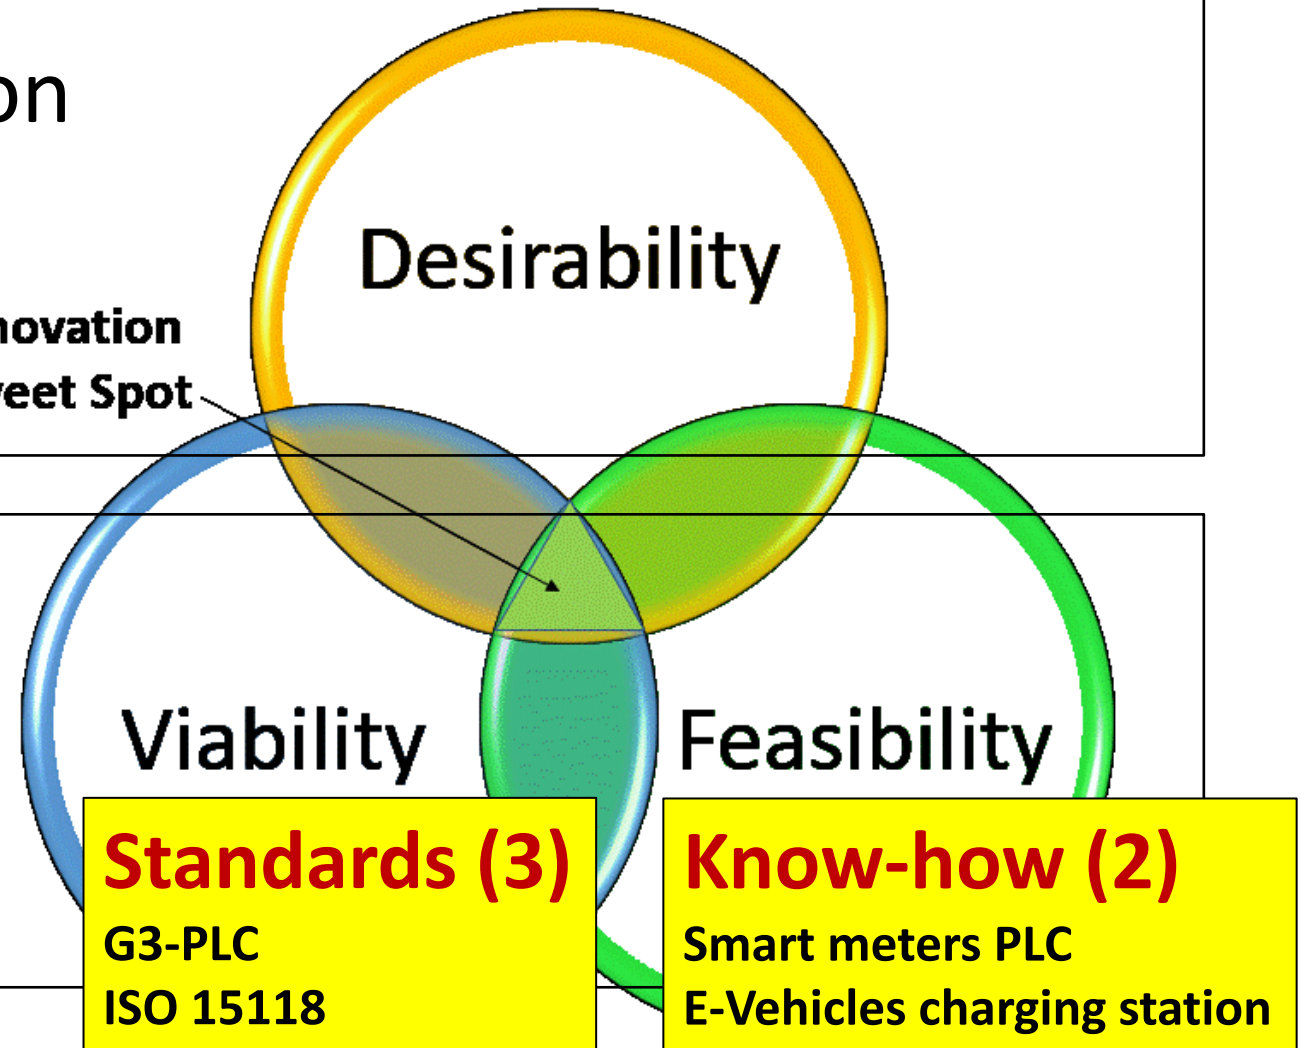 on
Desirability
novation
eet Spot
Viability
Feasibility
Standards (3)
G3-PLC
ISO 15118
Know-how (2)
Smart meters PLC
E-Vehicles charging station